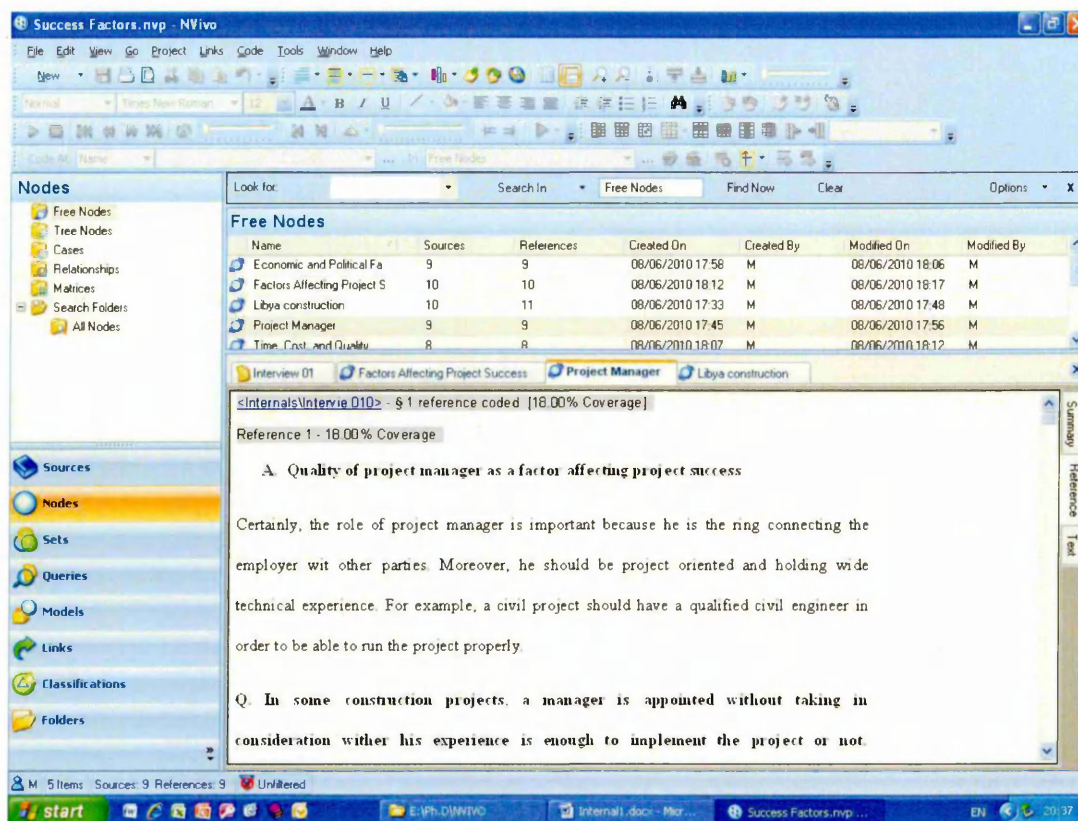 Success Factors.nvp - NVivo
File Edit View Go Project Links Code Tools Window Help
New
Normal Times New Roman 12 A B I U
Code At Name In Free Nodes
Nodes
Free Nodes
Tree Nodes
Cases
Relationships
Matrices
Search Folders
All Nodes
Look for: Search In Free Nodes Find Now Clear Options x
Free Nodes
Name Sources References Created On Created By Modified On Modified By
Economic and Political Fa 9 9 08/06/2010 17:58 M 08/06/2010 18:06 M
Factors Affecting Project S 10 10 08/06/2010 18:12 M 08/06/2010 18:17 M
Libya construction 10 11 08/06/2010 17:33 M 08/06/2010 17:48 M
Project Manager 9 9 08/06/2010 17:45 M 08/06/2010 17:56 M
Time, Cost, and Quality 8 8 08/06/2010 18:07 M 08/06/2010 18:12 M
Interview 01 Factors Affecting Project Success Project Manager Libya construction
<Internals\Intervie 010> - § 1 reference coded [18.00% Coverage]
Reference 1 - 18.00% Coverage
A. Quality of project manager as a factor affecting project success
Certainly, the role of project manager is important because he is the ring connecting the
employer wit other parties. Moreover, he should be project oriented and holding wide
technical experience. For example, a civil project should have a qualified civil engineer in
order to be able to run the project properly.
Q. In some construction projects, a manager is appointed without taking in
consideration wither his experience is enough to implement the project or not.
Summary
Reference
Text
Sources
Nodes
Sets
Queries
Models
Links
Classifications
Folders
M 5 Items Sources: 9 References: 9 Unfiltered
start E:\Ph.D\NVIVO Internal1.docx - Micr... Success Factors.nvp ... EN 20:37